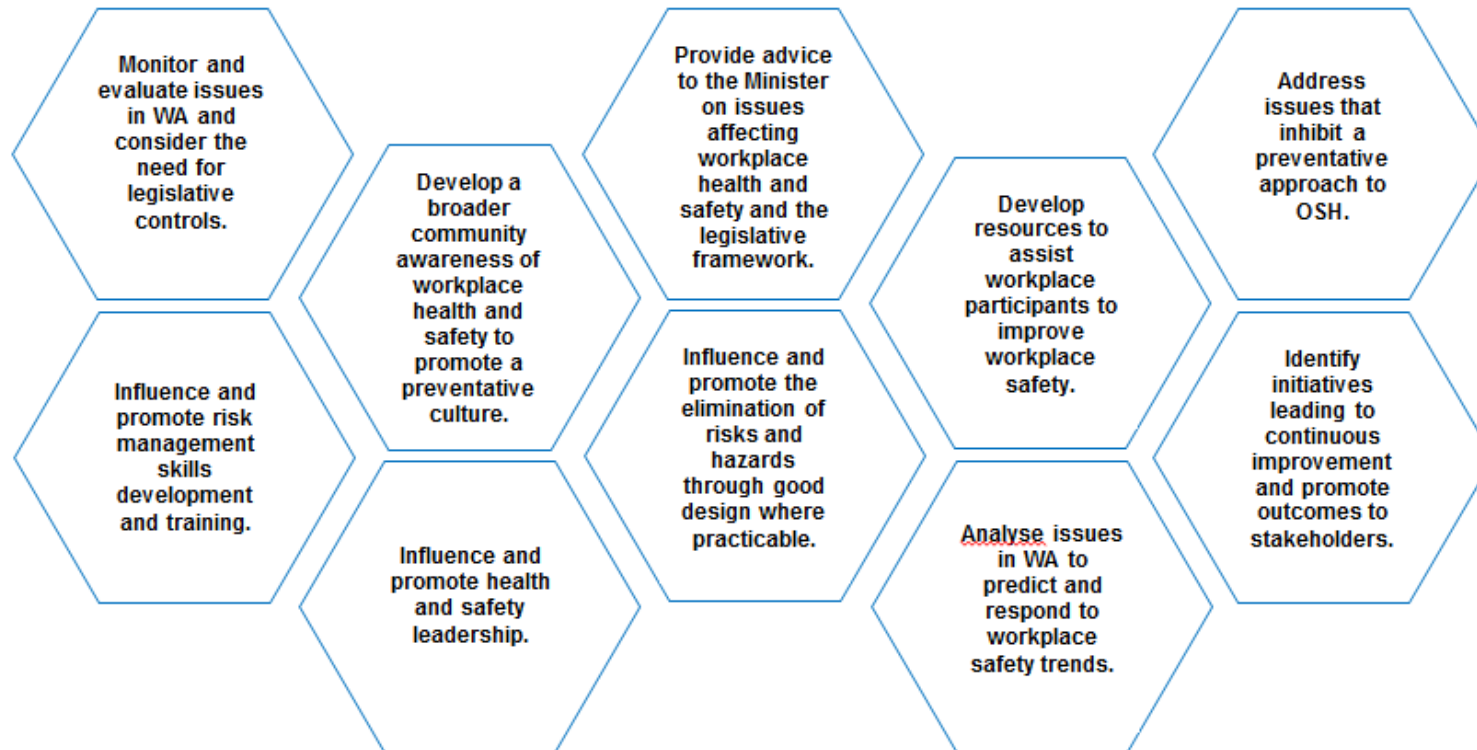 Monitor and
evaluate issues
in WA and
consider the
need for
legislative
controls.
Influence and
promote risk
management
skills
development
and training.
Develop a
broader
community
awareness of
workplace
health and
safety to
promote a
preventative
culture.
Influence and
promote health
and safety
leadership.
Provide advice
to the Minister
on issues
affecting
workplace
health and
safety and the
legislative
framework.
Influence and
promote the
elimination of
risks and
hazards
through good
design where
practicable.
Develop
resources to
assist
workplace
participants to
improve
workplace
safety.
Analyse issues
in WA to
predict and
respond to
workplace
safety trends.
Address
issues that
inhibit a
preventative
approach to
OSH.
Identify
initiatives
leading to
continuous
improvement
and promote
outcomes to
stakeholders.